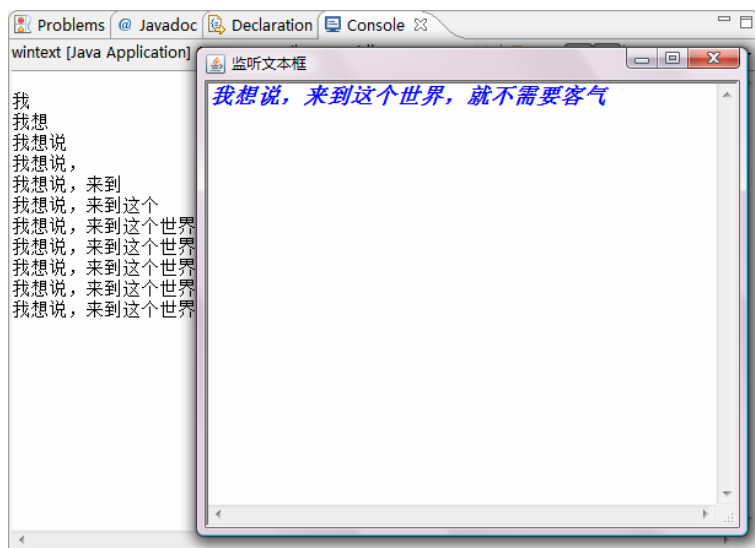 Problems @ Javadoc Declaration Console
wintext [Java Application]
监听文本框
我
我想
我想说
我想说，
我想说，来到
我想说，来到这个
我想说，来到这个世界
我想说，来到这个世界
我想说，来到这个世界
我想说，来到这个世界
我想说，来到这个世界
我想说，来到这个世界，就不需要客气